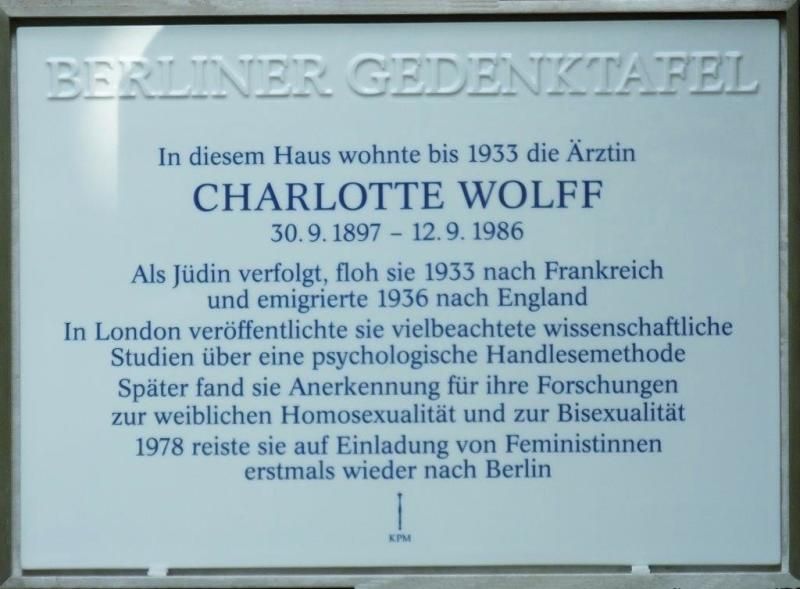 BERLINER GEDENKTAFEL
In diesem Haus wohnte bis 1933 die Ärztin
CHARLOTTE WOLFF
30.9.1897 – 12.9.1986
Als Jüdin verfolgt, floh sie 1933 nach Frankreich
und emigrierte 1936 nach England
In London veröffentlichte sie vielbeachtete wissenschaftliche
Studien über eine psychologische Handlesemethode
Später fand sie Anerkennung für ihre Forschungen
zur weiblichen Homosexualität und zur Bisexualität
1978 reiste sie auf Einladung von Feministinnen
erstmals wieder nach Berlin
KPM